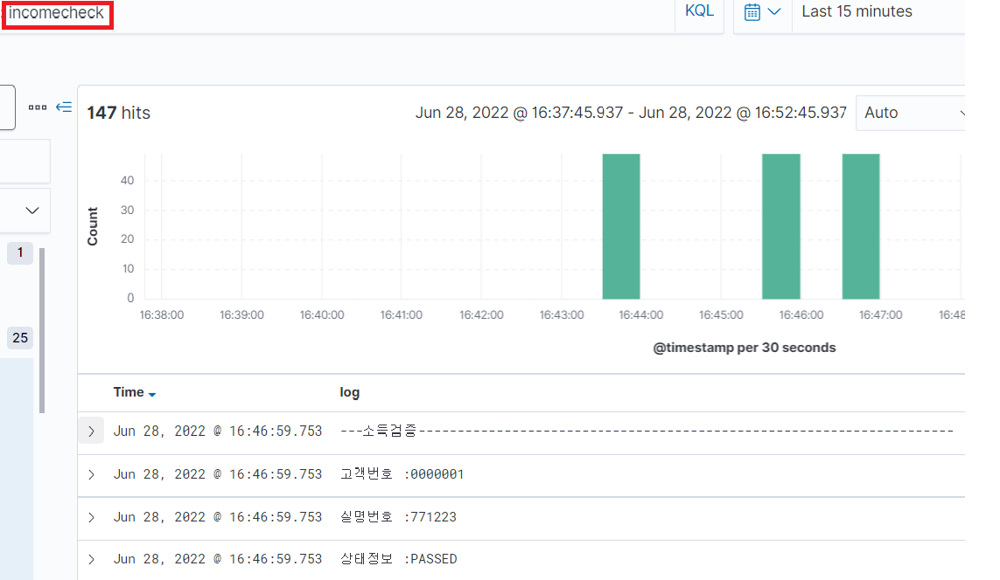 incomecheck
KQL
Last 15 minutes
147 hits
Jun 28, 2022 @ 16:37:45.937 - Jun 28, 2022 @ 16:52:45.937
Auto
40
30
20
10
0
Count
16:38:00 16:39:00 16:40:00 16:41:00 16:42:00 16:43:00 16:44:00 16:45:00 16:46:00 16:47:00 16:48
@timestamp per 30 seconds
1
25
Time log
Jun 28, 2022 @ 16:46:59.753 ---소득검증-------------------------------------------------------------------------
Jun 28, 2022 @ 16:46:59.753 고객번호 :0000001
Jun 28, 2022 @ 16:46:59.753 실명번호 :771223
Jun 28, 2022 @ 16:46:59.753 상태정보 :PASSED